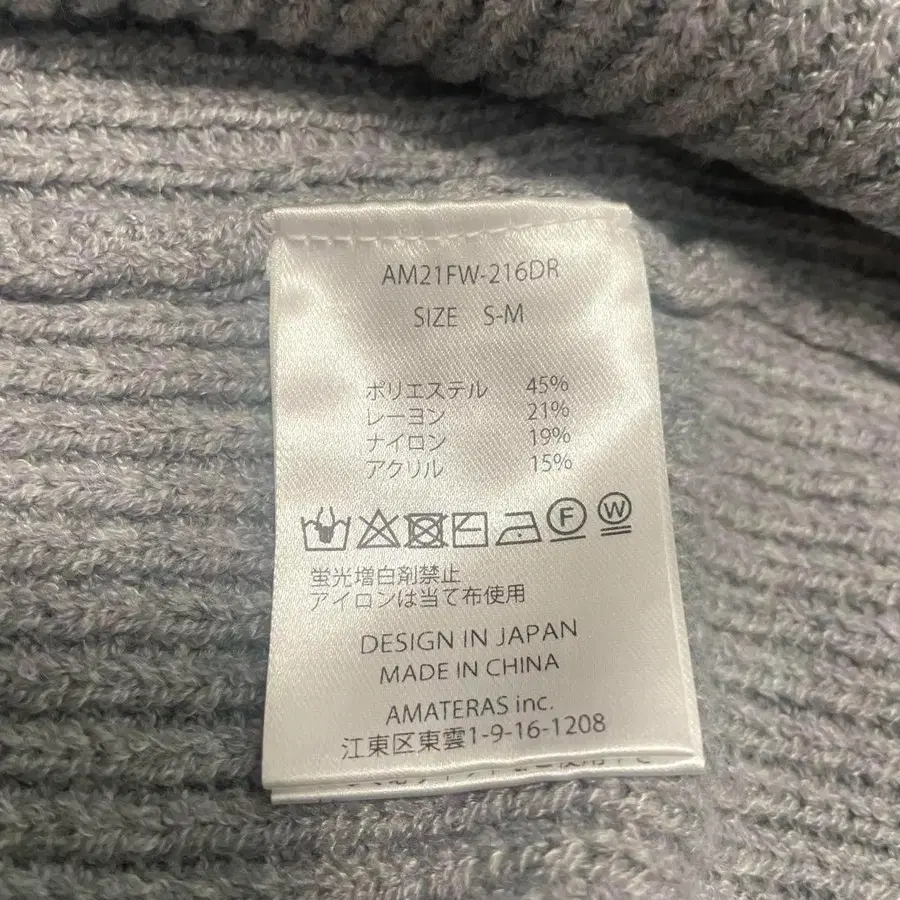 AM21FW-216DR
SIZE S-M
ポリエステル 45%
レーヨン 21%
ナイロン 19%
アクリル 15%
F W
蛍光増白剤禁止
アイロンは当て布使用
DESIGN IN JAPAN
MADE IN CHINA
AMATERAS inc.
江東区東雲1-9-16-1208